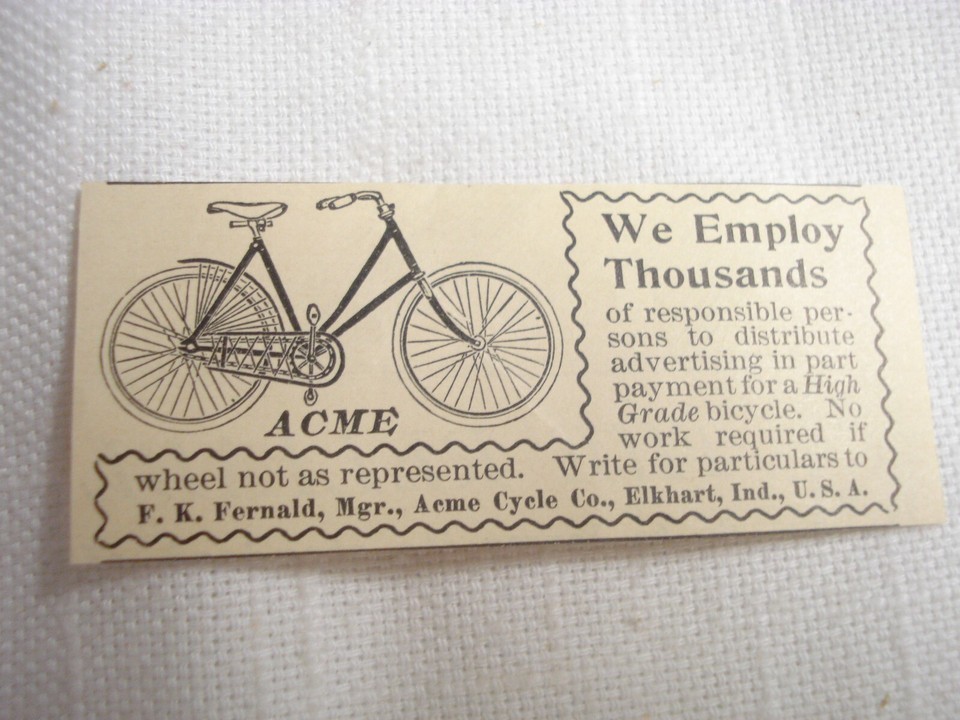 We Employ
Thousands
of responsible per-
sons to distribute
advertising in part
payment for a High
Grade bicycle. No
work required if
ACME
wheel not as represented. Write for particulars to
F. K. Fernald, Mgr., Acme Cycle Co., Elkhart, Ind., U. S. A.